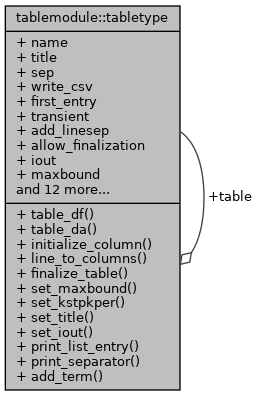 tablemodule::tabletype
+ name
+ title
+ sep
+ write_csv
+ first_entry
+ transient
+ add_linesep
+ allow_finalization
+ iout
+ maxbound
and 12 more...
+ table_df()
+ table_da()
+ initialize_column()
+ line_to_columns()
+ finalize_table()
+ set_maxbound()
+ set_kstpkper()
+ set_title()
+ set_iout()
+ print_list_entry()
+ print_separator()
+ add_term()
+table